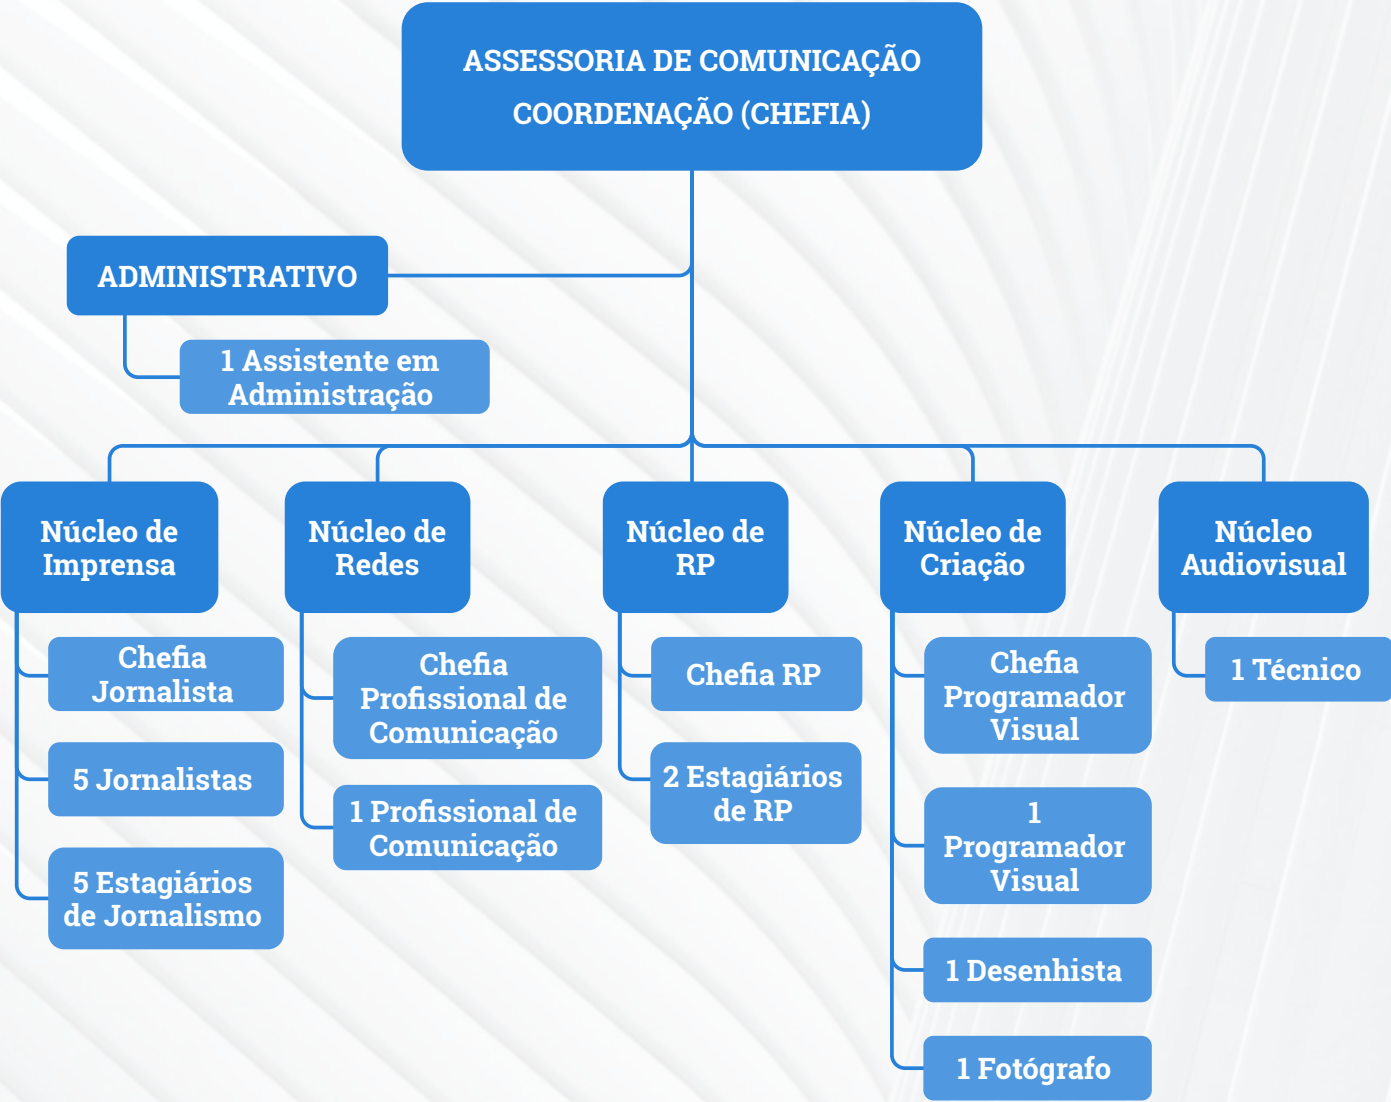 ASSESSORIA DE COMUNICAÇÃO
COORDENAÇÃO (CHEFIA)
ADMINISTRATIVO
1 Assistente em
Administração
Núcleo de
Imprensa
Chefia
Jornalista
5 Jornalistas
5 Estagiários
de Jornalismo
Núcleo de
Redes
Chefia
Profissional de
Comunicação
1 Profissional de
Comunicação
Núcleo de
RP
Chefia RP
2 Estagiários
de RP
Núcleo de
Criação
Chefia
Programador
Visual
1
Programador
Visual
1 Desenhista
1 Fotógrafo
Núcleo
Audiovisual
1 Técnico